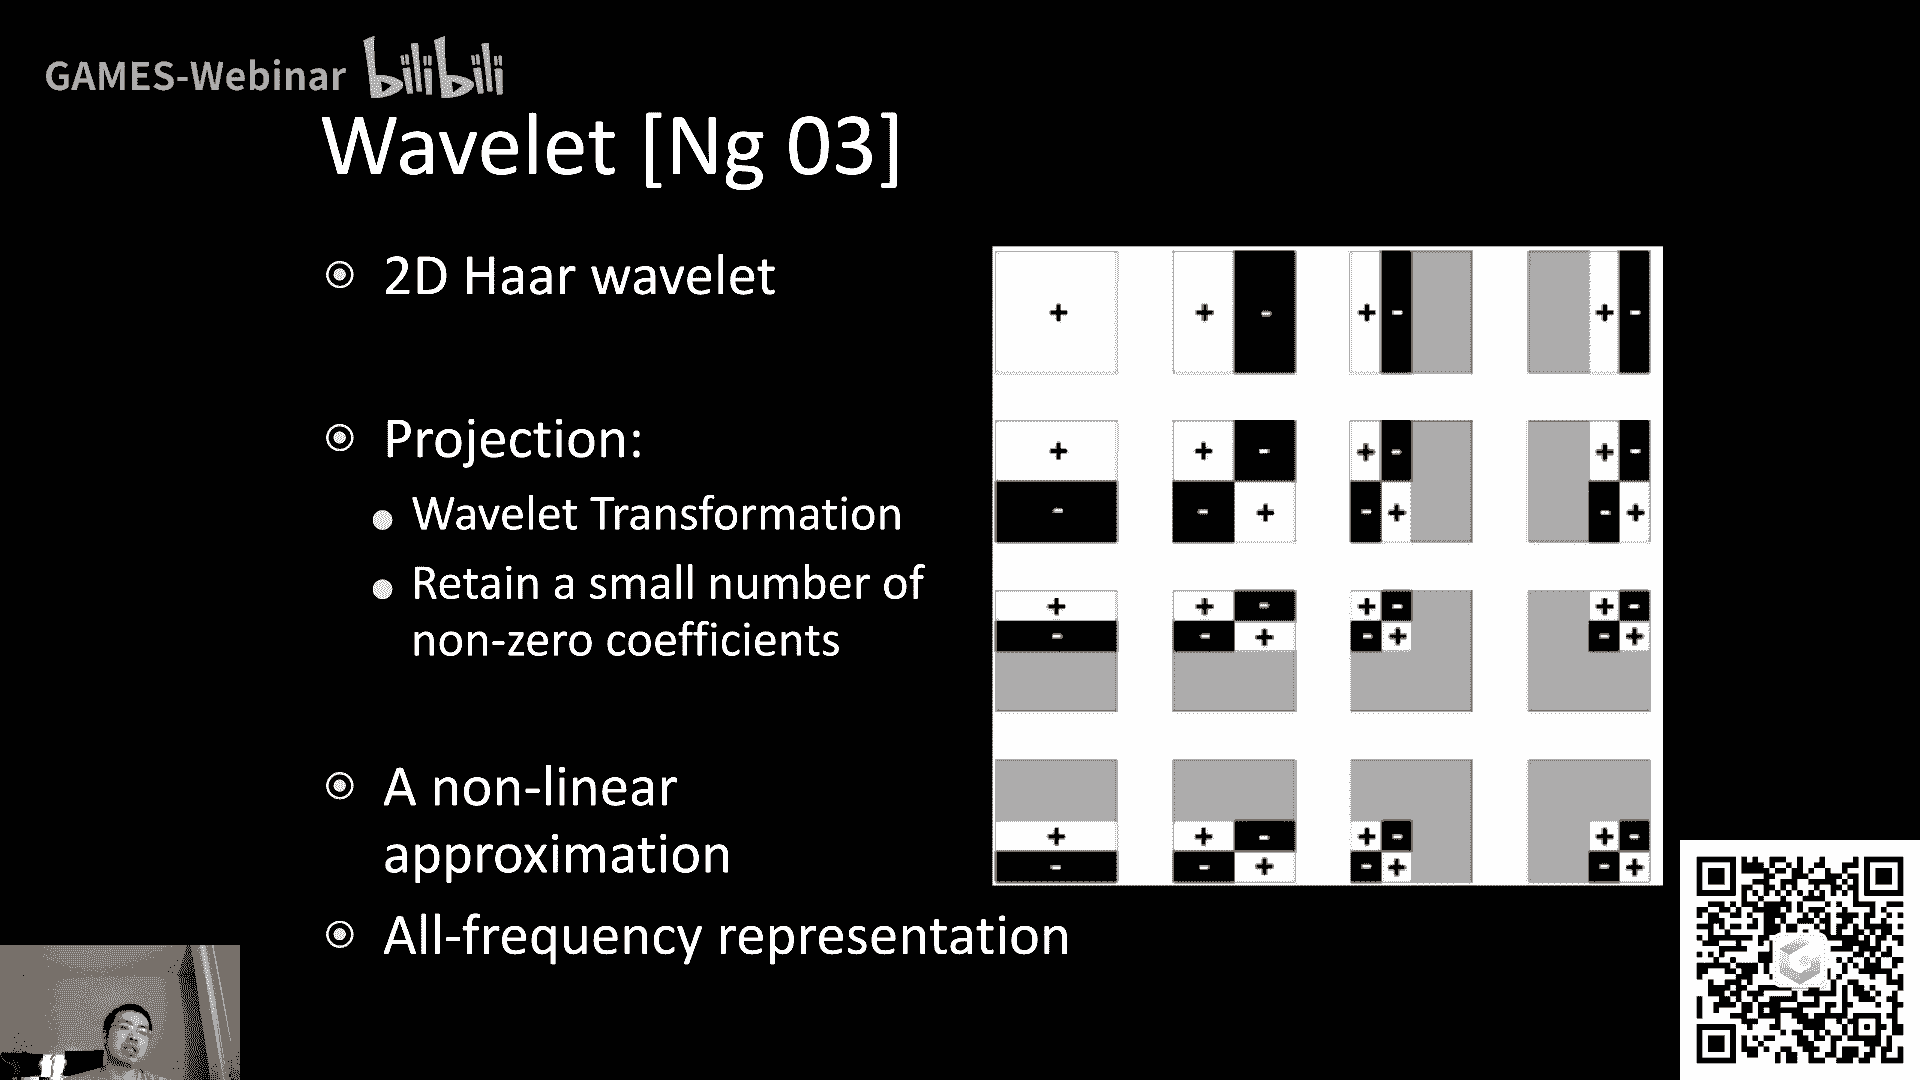 GAMES-Webinar bilibili
Wavelet [Ng 03]
2D Haar wavelet
Projection:
Wavelet Transformation
Retain a small number of
non-zero coefficients
A non-linear
approximation
All-frequency representation
+ + - + - + -
+ + - + - + -
- - + - + - +
+ + - + - + -
- - + - + - +
+ + - + - + -
- - + - + - +